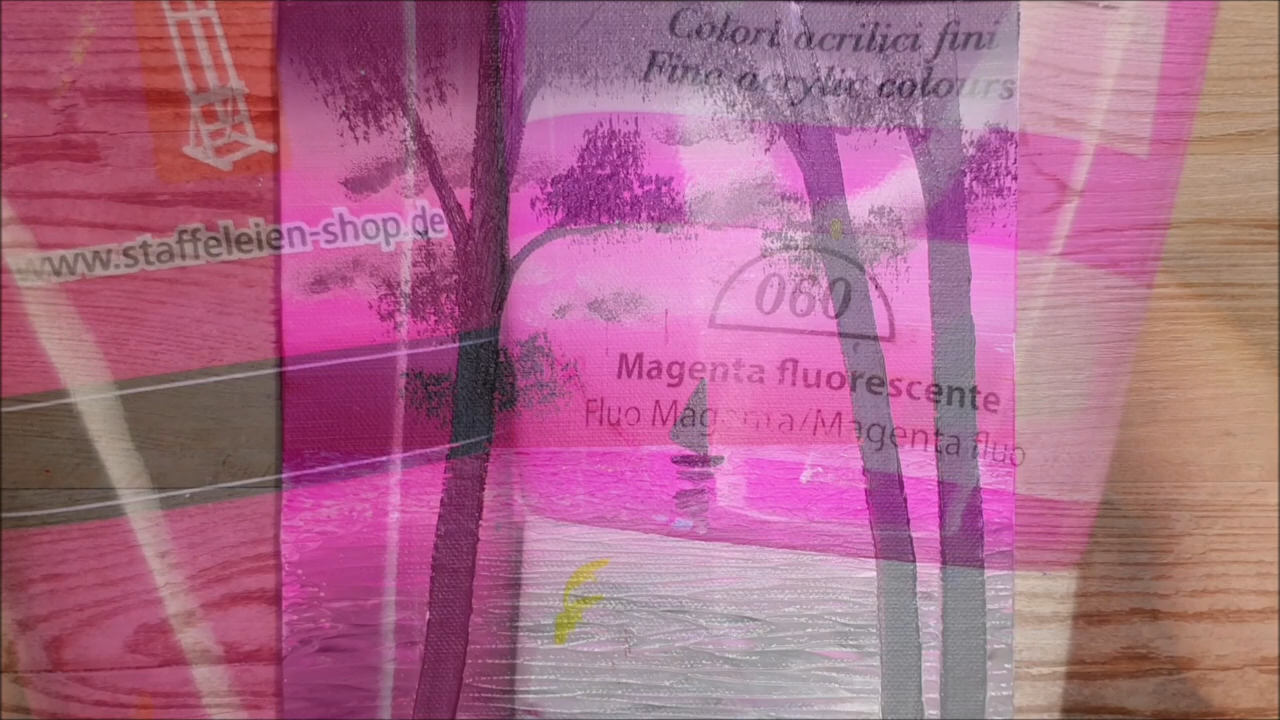 Colori acrilici fini
Fine acrylic colours
www.staffeleien-shop.de
060
Magenta fluorescente
Fluo Magenta/Magenta fluo